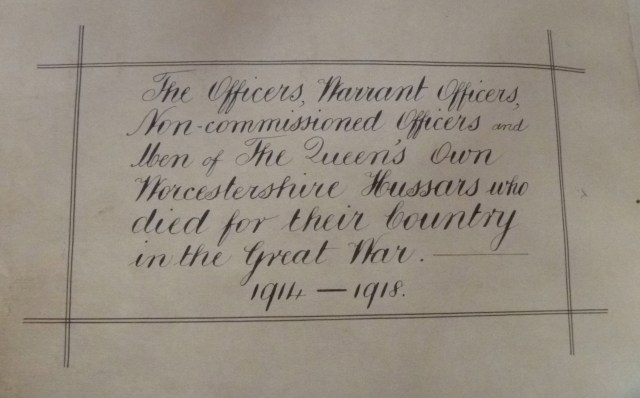 The Officers, Warrant Officers,
Non-commissioned Officers and
Men of The Queen's Own
Worcestershire Hussars who
died for their Country
in the Great War.
1914 — 1918.